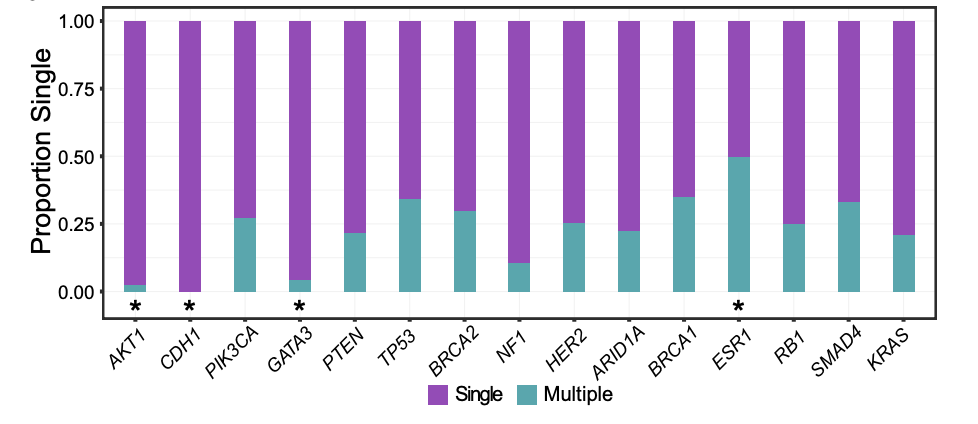 Proportion Single
1.00
0.75
0.50
0.25
0.00
* * * *
AKT1 CDH1 PIK3CA GATA3 PTEN TP53 BRCA2 NF1 HER2 ARID1A BRCA1 ESR1 RB1 SMAD4 KRAS
Single Multiple